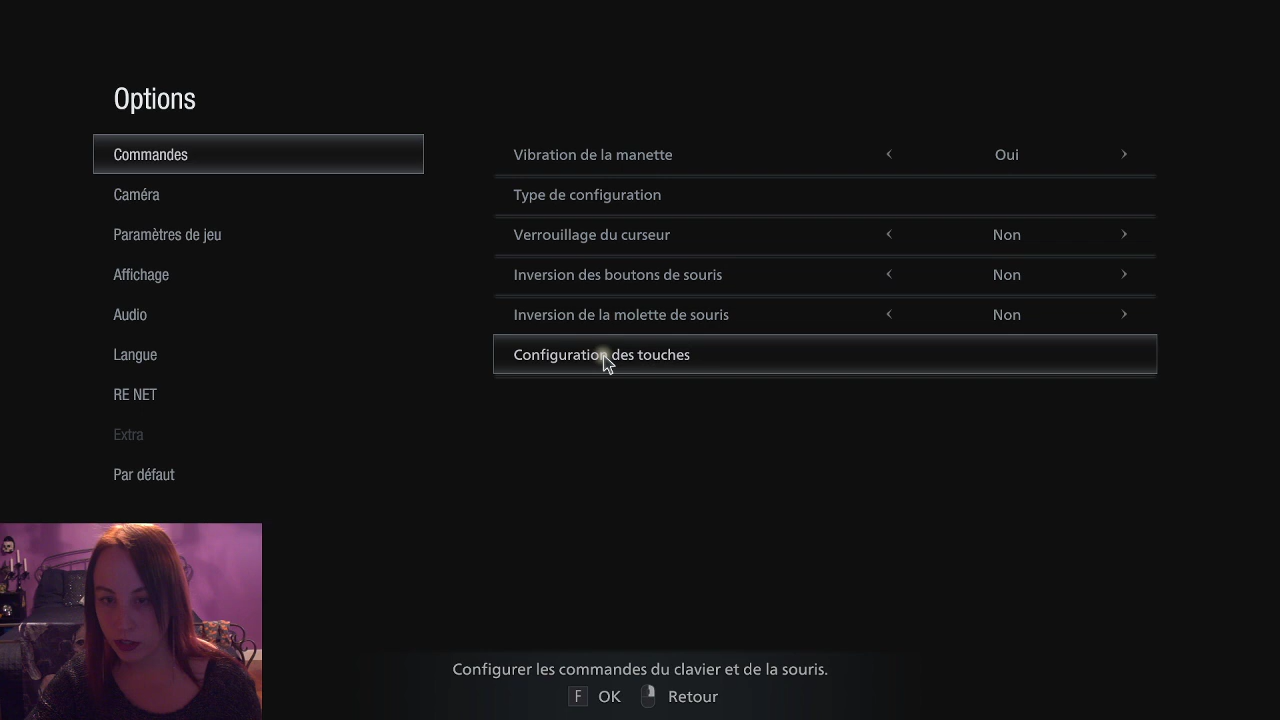 Options
Commandes
Caméra
Paramètres de jeu
Affichage
Audio
Langue
RE NET
Extra
Par défaut
Vibration de la manette < Oui >
Type de configuration
Verrouillage du curseur < Non >
Inversion des boutons de souris < Non >
Inversion de la molette de souris < Non >
Configuration des touches
Configurer les commandes du clavier et de la souris.
F OK Retour